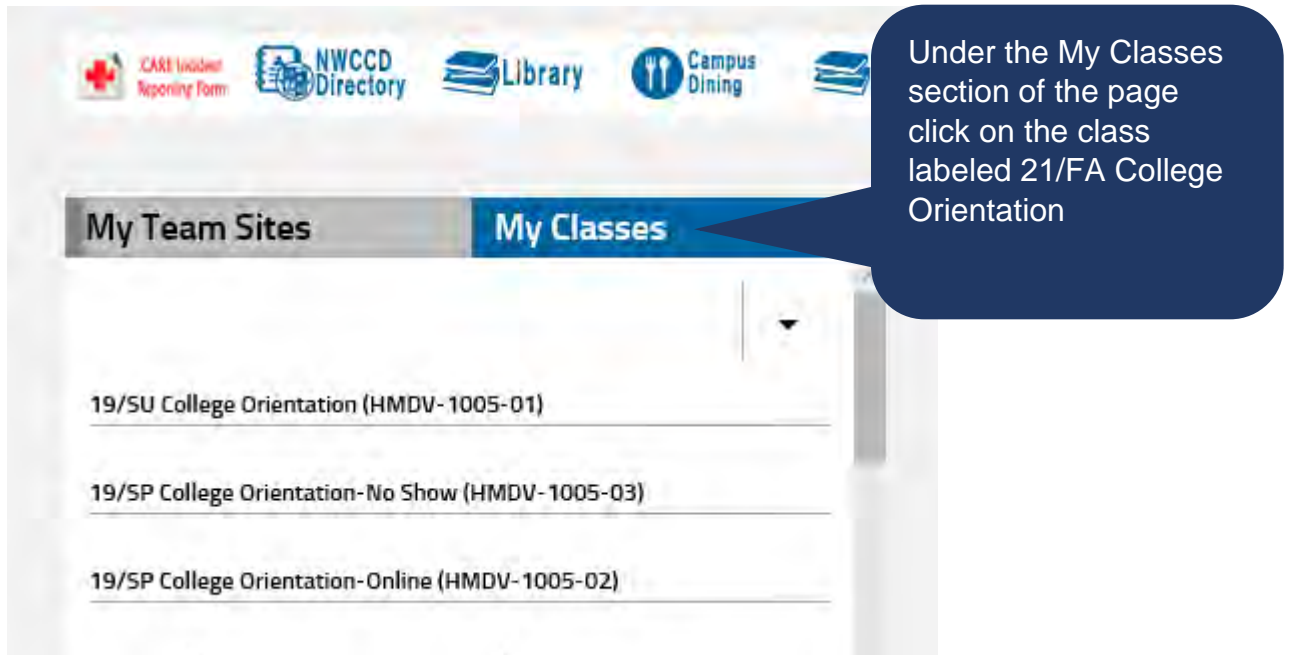 CARE Incident
Reporting Form
NWCCD
Directory
Library
Campus
Dining
Under the My Classes
section of the page
click on the class
labeled 21/FA College
Orientation
My Team Sites
My Classes
19/SU College Orientation (HMDV-1005-01)
19/SP College Orientation-No Show (HMDV-1005-03)
19/SP College Orientation-Online (HMDV-1005-02)